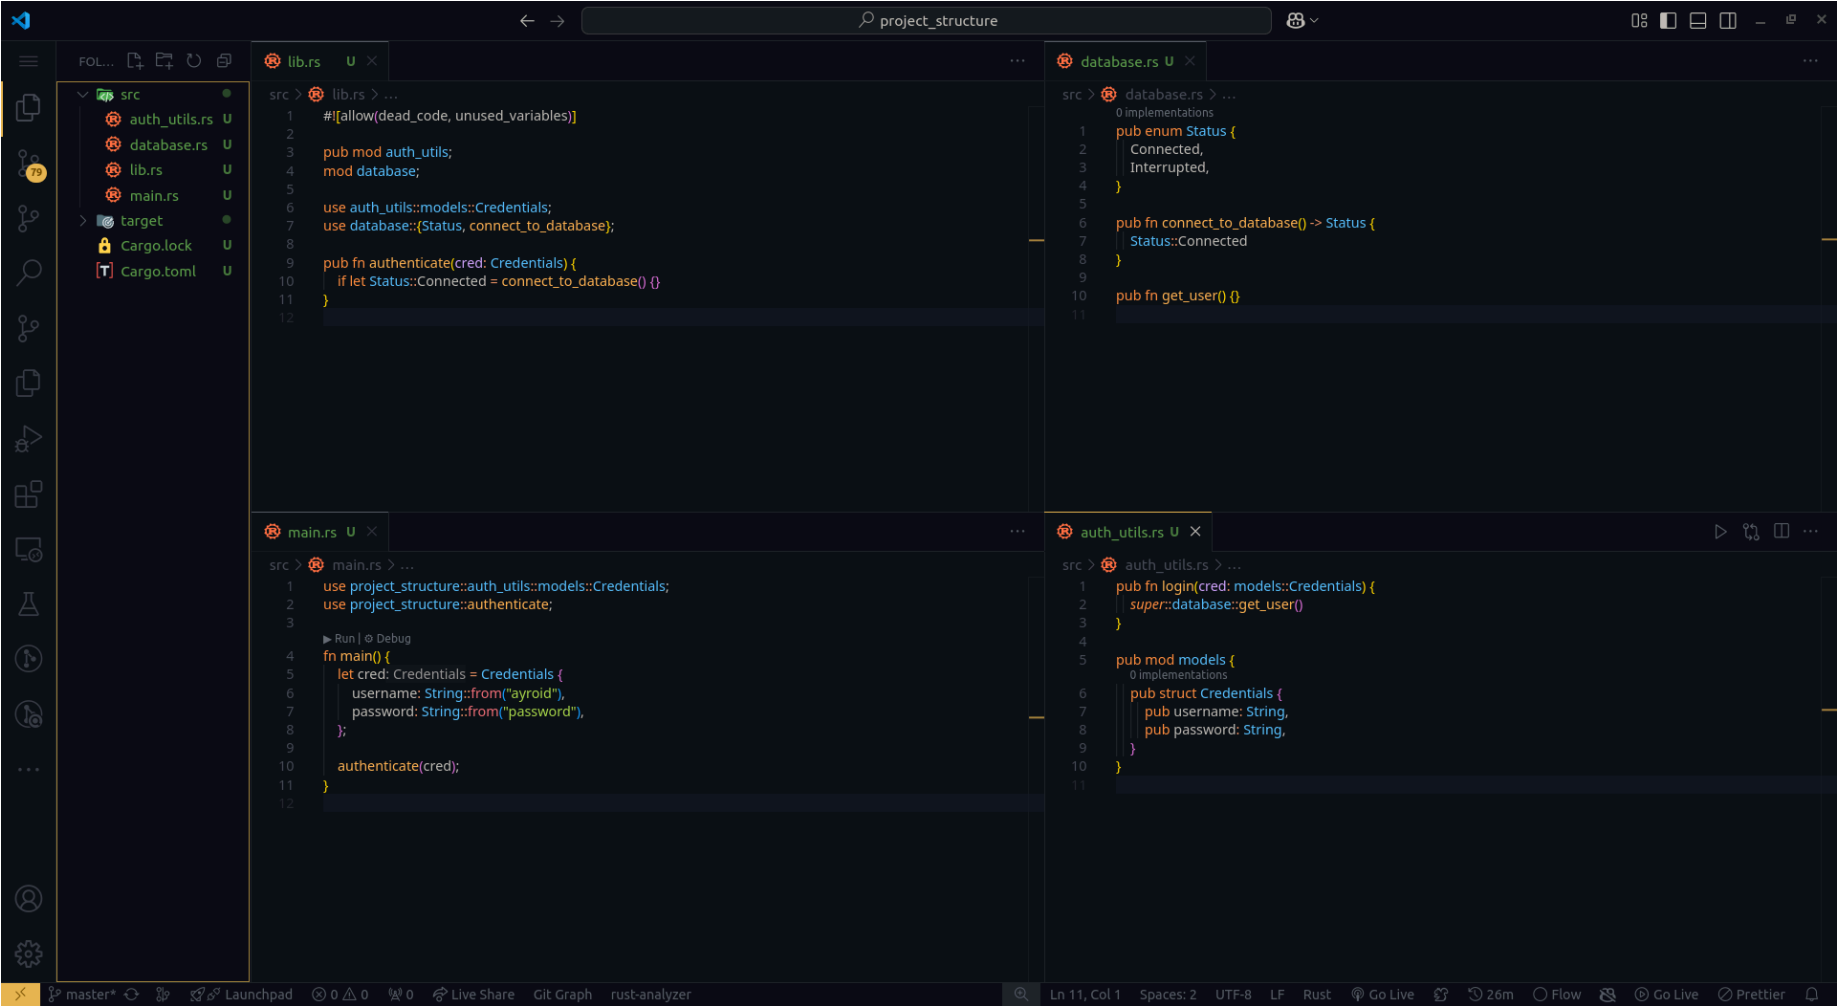 project_structure
FOL...
src
auth_utils.rs U
database.rs U
lib.rs U
main.rs U
target
Cargo.lock U
Cargo.toml U
79
lib.rs U
src > lib.rs > ...
1 #![allow(dead_code, unused_variables)]
2
3 pub mod auth_utils;
4 mod database;
5
6 use auth_utils::models::Credentials;
7 use database::{Status, connect_to_database};
8
9 pub fn authenticate(cred: Credentials) {
10 if let Status::Connected = connect_to_database() {}
11 }
12
database.rs U
src > database.rs > ...
0 implementations
1 pub enum Status {
2 Connected,
3 Interrupted,
4 }
5
6 pub fn connect_to_database() -> Status {
7 Status::Connected
8 }
9
10 pub fn get_user() {}
11
main.rs U
src > main.rs > ...
1 use project_structure::auth_utils::models::Credentials;
2 use project_structure::authenticate;
3
▶ Run | ⚙ Debug
4 fn main() {
5 let cred: Credentials = Credentials {
6 username: String::from("ayroid"),
7 password: String::from("password"),
8 };
9
10 authenticate(cred);
11 }
12
auth_utils.rs U
src > auth_utils.rs > ...
1 pub fn login(cred: models::Credentials) {
2 super::database::get_user()
3 }
4
5 pub mod models {
0 implementations
6 pub struct Credentials {
7 pub username: String,
8 pub password: String,
9 }
10 }
11
master* Launchpad 0 0 0 Live Share Git Graph rust-analyzer Ln 11, Col 1 Spaces: 2 UTF-8 LF Rust Go Live 26m Flow Go Live Prettier